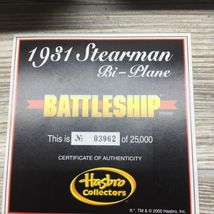 1931 Stearman
Bi-Plane
BATTLESHIP
This is № 03962 of 25,000
CERTIFICATE OF AUTHENTICITY
Hasbro
Collectors
®, ™, & © 2000 Hasbro, Inc.